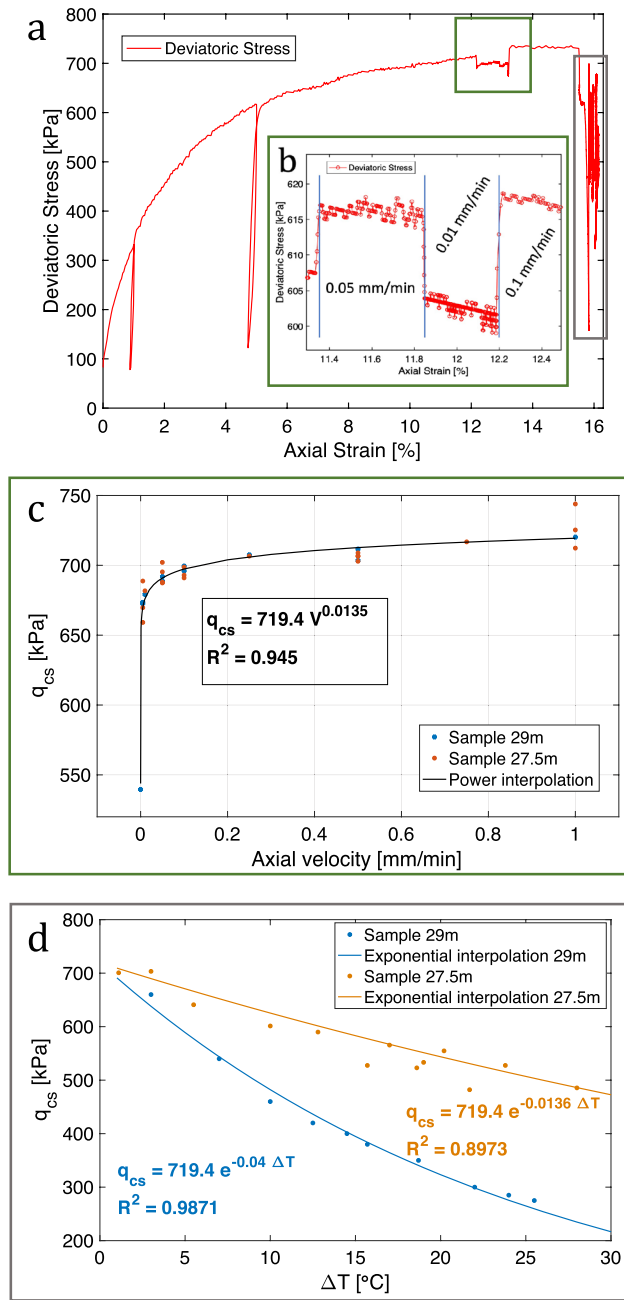 a
Deviatoric Stress
800
700
600
500
400
300
200
100
0
Deviatoric Stress [kPa]
0 2 4 6 8 10 12 14 16
Axial Strain [%]
b
Deviatoric Stress
620
615
610
605
600
Deviatoric Stress [kPa]
0.05 mm/min
0.01 mm/min
0.1 mm/min
11.4 11.6 11.8 12 12.2 12.4
Axial Strain [%]
c
750
700
650
600
550
q_cs [kPa]
q_cs = 719.4 V^0.0135
R² = 0.945
Sample 29m
Sample 27.5m
Power interpolation
0 0.2 0.4 0.6 0.8 1
Axial velocity [mm/min]
d
Sample 29m
Exponential interpolation 29m
Sample 27.5m
Exponential interpolation 27.5m
800
700
600
500
400
300
200
q_cs [kPa]
q_cs = 719.4 e^-0.0136 ΔT
R² = 0.8973
q_cs = 719.4 e^-0.04 ΔT
R² = 0.9871
0 5 10 15 20 25 30
ΔT [°C]